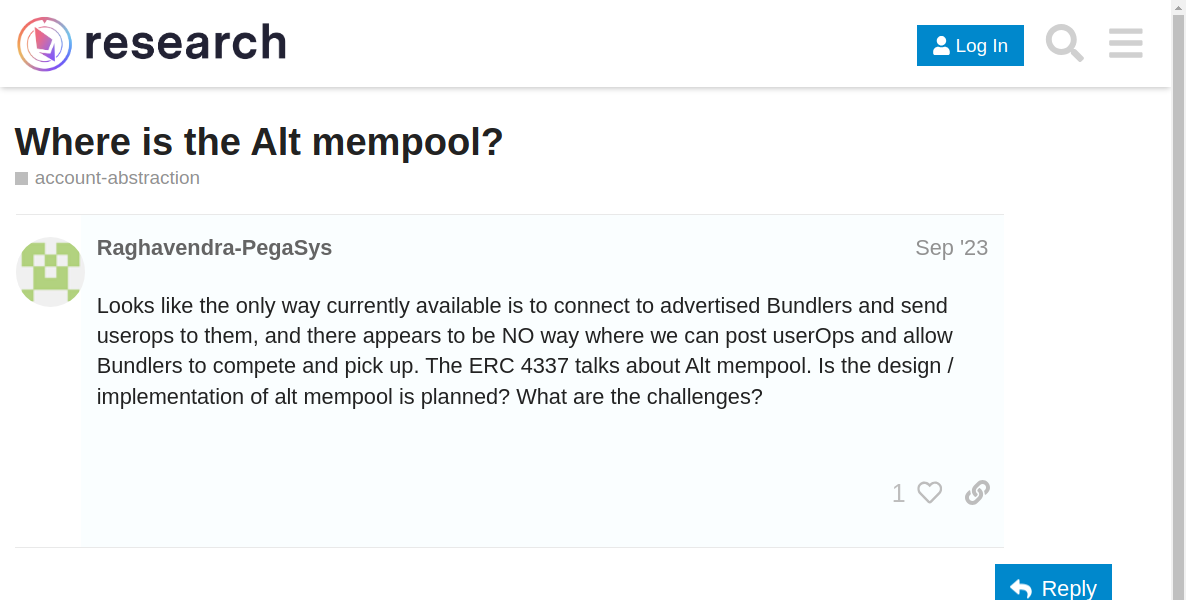 research
Log In
Where is the Alt mempool?
account-abstraction
Raghavendra-PegaSys
Sep '23
Looks like the only way currently available is to connect to advertised Bundlers and send
userops to them, and there appears to be NO way where we can post userOps and allow
Bundlers to compete and pick up. The ERC 4337 talks about Alt mempool. Is the design /
implementation of alt mempool is planned? What are the challenges?
1
Reply